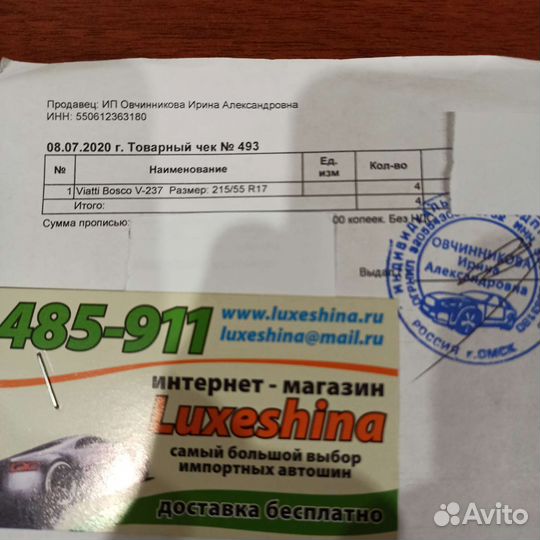 Продавец: ИП Овчинникова Ирина Александровна
ИНН: 550612363180
08.07.2020 г. Товарный чек № 493
№ Наименование Ед. изм Кол-во
1 Viatti Bosco V-237 Размер: 215/55 R17 4
Итого: 4
Сумма прописью: 00 копеек. Без НДС
Выдал
ОВЧИННИКОВА
Ирина
Александровна
РОССИЯ г.ОМСК
485-911
www.luxeshina.ru
luxeshina@mail.ru
интернет - магазин
Luxeshina
самый большой выбор
импортных автошин
доставка бесплатно
Avito